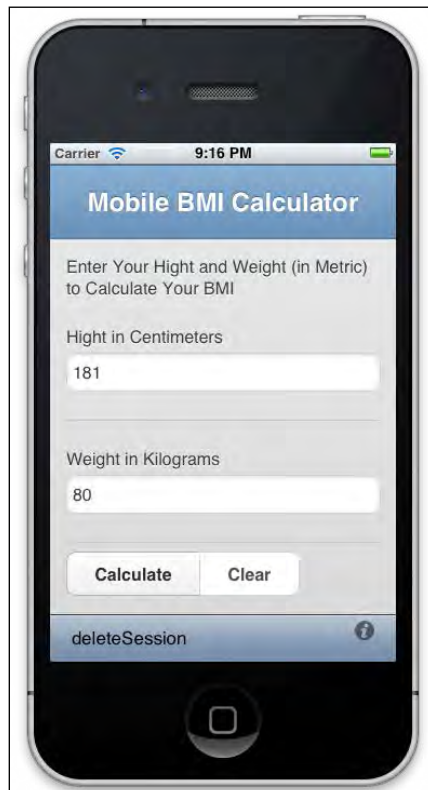 Carrier 9:16 PM
Mobile BMI Calculator
Enter Your Hight and Weight (in Metric)
to Calculate Your BMI
Hight in Centimeters
181
Weight in Kilograms
80
Calculate Clear
deleteSession i